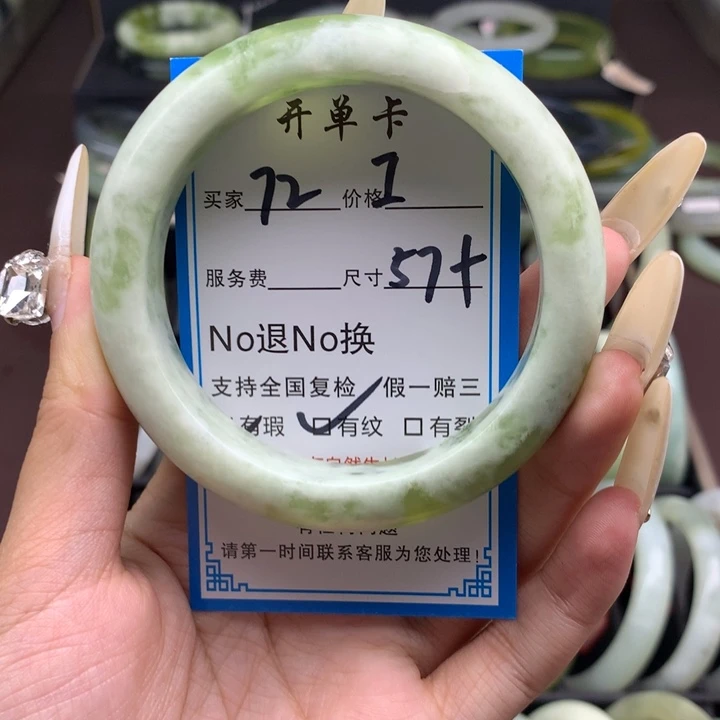 开单卡
买家 72 价格 I
服务费 尺寸 57+
No退No换
支持全国复检 假一赔三
有瑕 ☑有纹 □有裂
请第一时间联系客服为您处理!